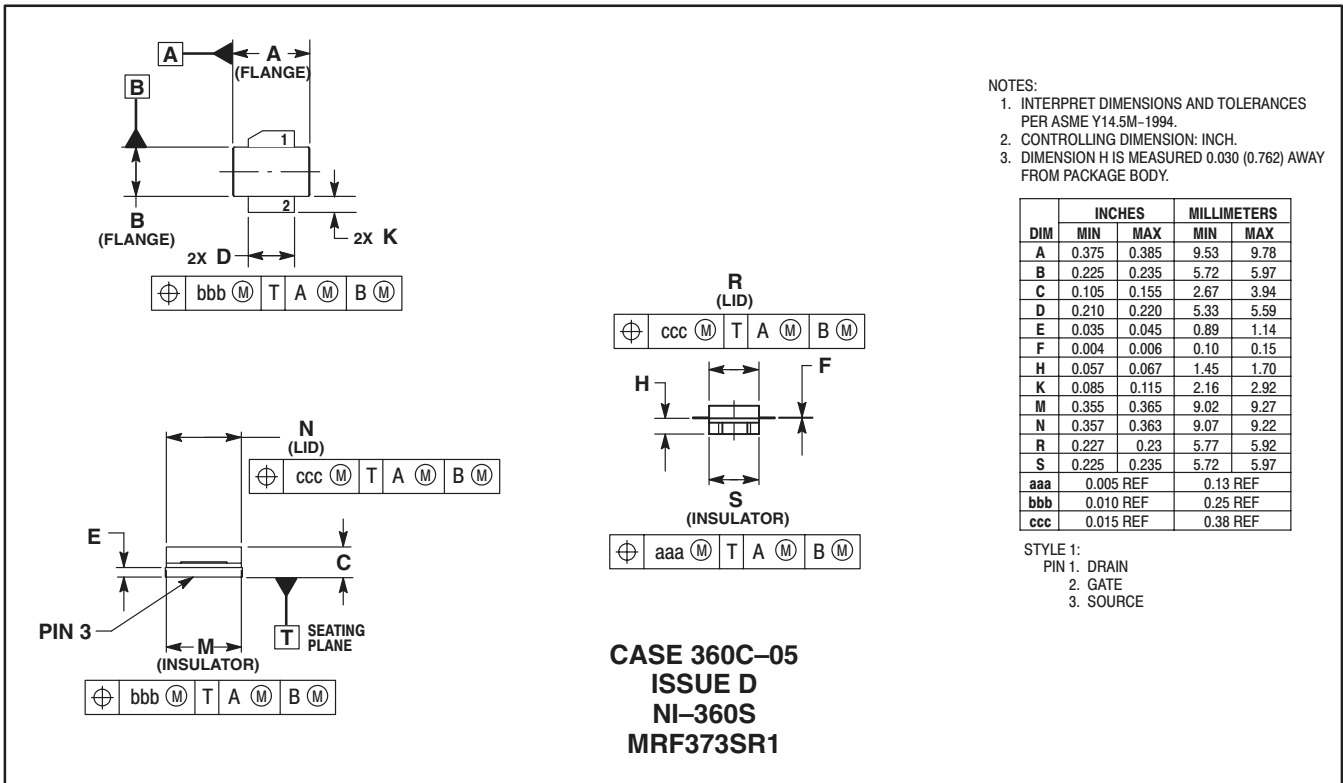 A
A
(FLANGE)
B
1
2
B
(FLANGE)
2X K
2X D
⌖ bbb Ⓜ T A Ⓜ B Ⓜ
N
(LID)
⌖ ccc Ⓜ T A Ⓜ B Ⓜ
E
C
PIN 3
T SEATING
PLANE
M
(INSULATOR)
⌖ bbb Ⓜ T A Ⓜ B Ⓜ
R
(LID)
⌖ ccc Ⓜ T A Ⓜ B Ⓜ
H
F
S
(INSULATOR)
⌖ aaa Ⓜ T A Ⓜ B Ⓜ
CASE 360C–05
ISSUE D
NI–360S
MRF373SR1
NOTES:
1. INTERPRET DIMENSIONS AND TOLERANCES
PER ASME Y14.5M–1994.
2. CONTROLLING DIMENSION: INCH.
3. DIMENSION H IS MEASURED 0.030 (0.762) AWAY
FROM PACKAGE BODY.
INCHES MILLIMETERS
DIM MIN MAX MIN MAX
A 0.375 0.385 9.53 9.78
B 0.225 0.235 5.72 5.97
C 0.105 0.155 2.67 3.94
D 0.210 0.220 5.33 5.59
E 0.035 0.045 0.89 1.14
F 0.004 0.006 0.10 0.15
H 0.057 0.067 1.45 1.70
K 0.085 0.115 2.16 2.92
M 0.355 0.365 9.02 9.27
N 0.357 0.363 9.07 9.22
R 0.227 0.23 5.77 5.92
S 0.225 0.235 5.72 5.97
aaa 0.005 REF 0.13 REF
bbb 0.010 REF 0.25 REF
ccc 0.015 REF 0.38 REF
STYLE 1:
PIN 1. DRAIN
2. GATE
3. SOURCE